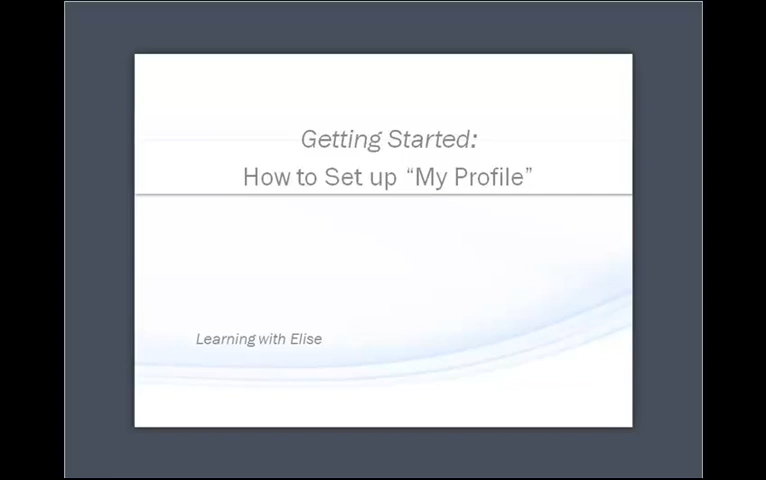 Getting Started:
How to Set up “My Profile”
Learning with Elise